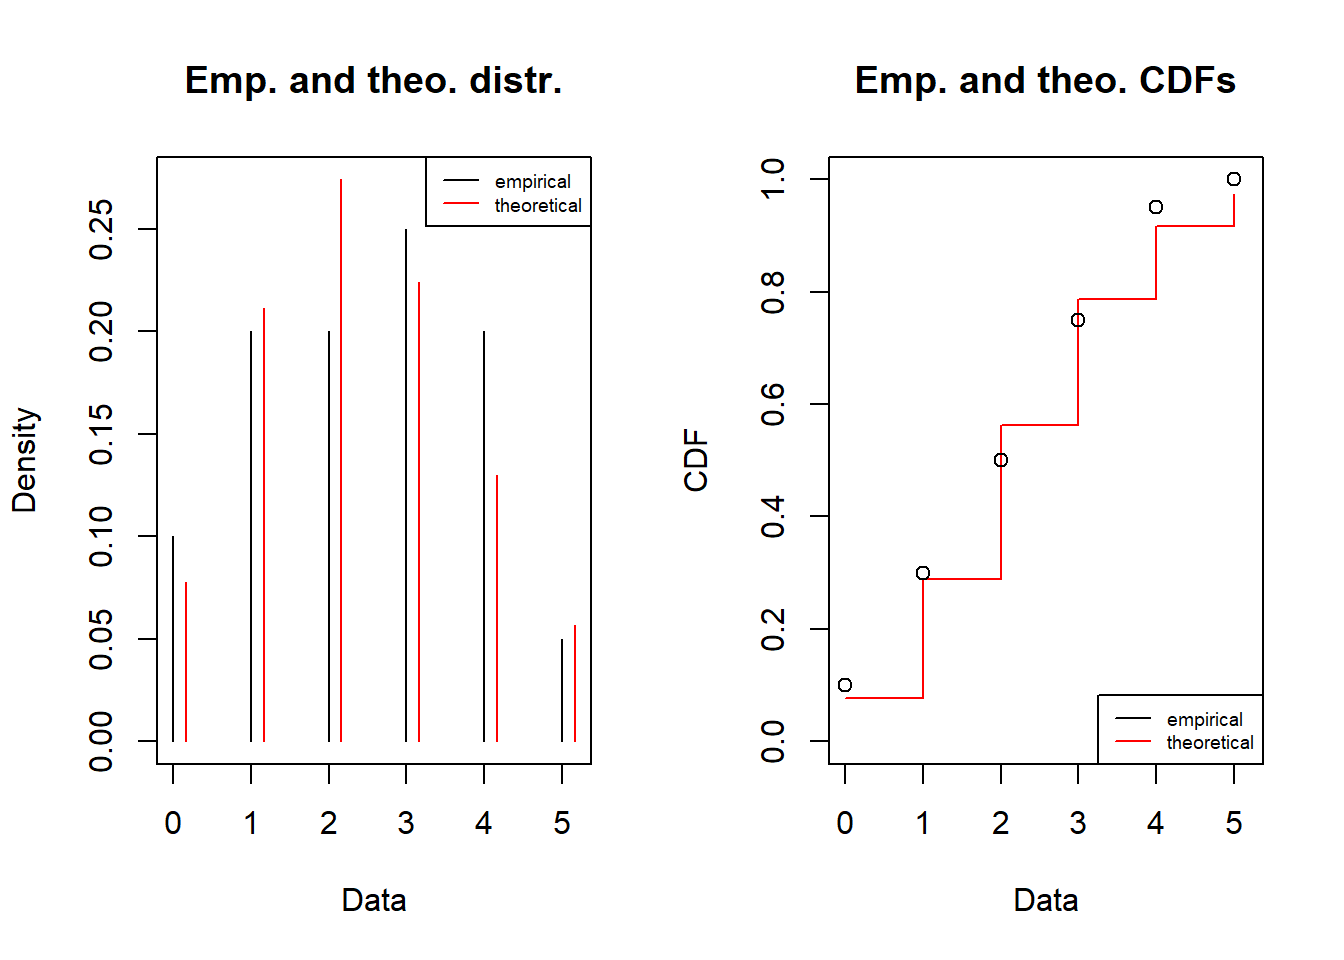 Emp. and theo. distr.
empirical
theoretical
Density
0.00
0.05
0.10
0.15
0.20
0.25
0 1 2 3 4 5
Data
Emp. and theo. CDFs
CDF
0.0
0.2
0.4
0.6
0.8
1.0
empirical
theoretical
0 1 2 3 4 5
Data